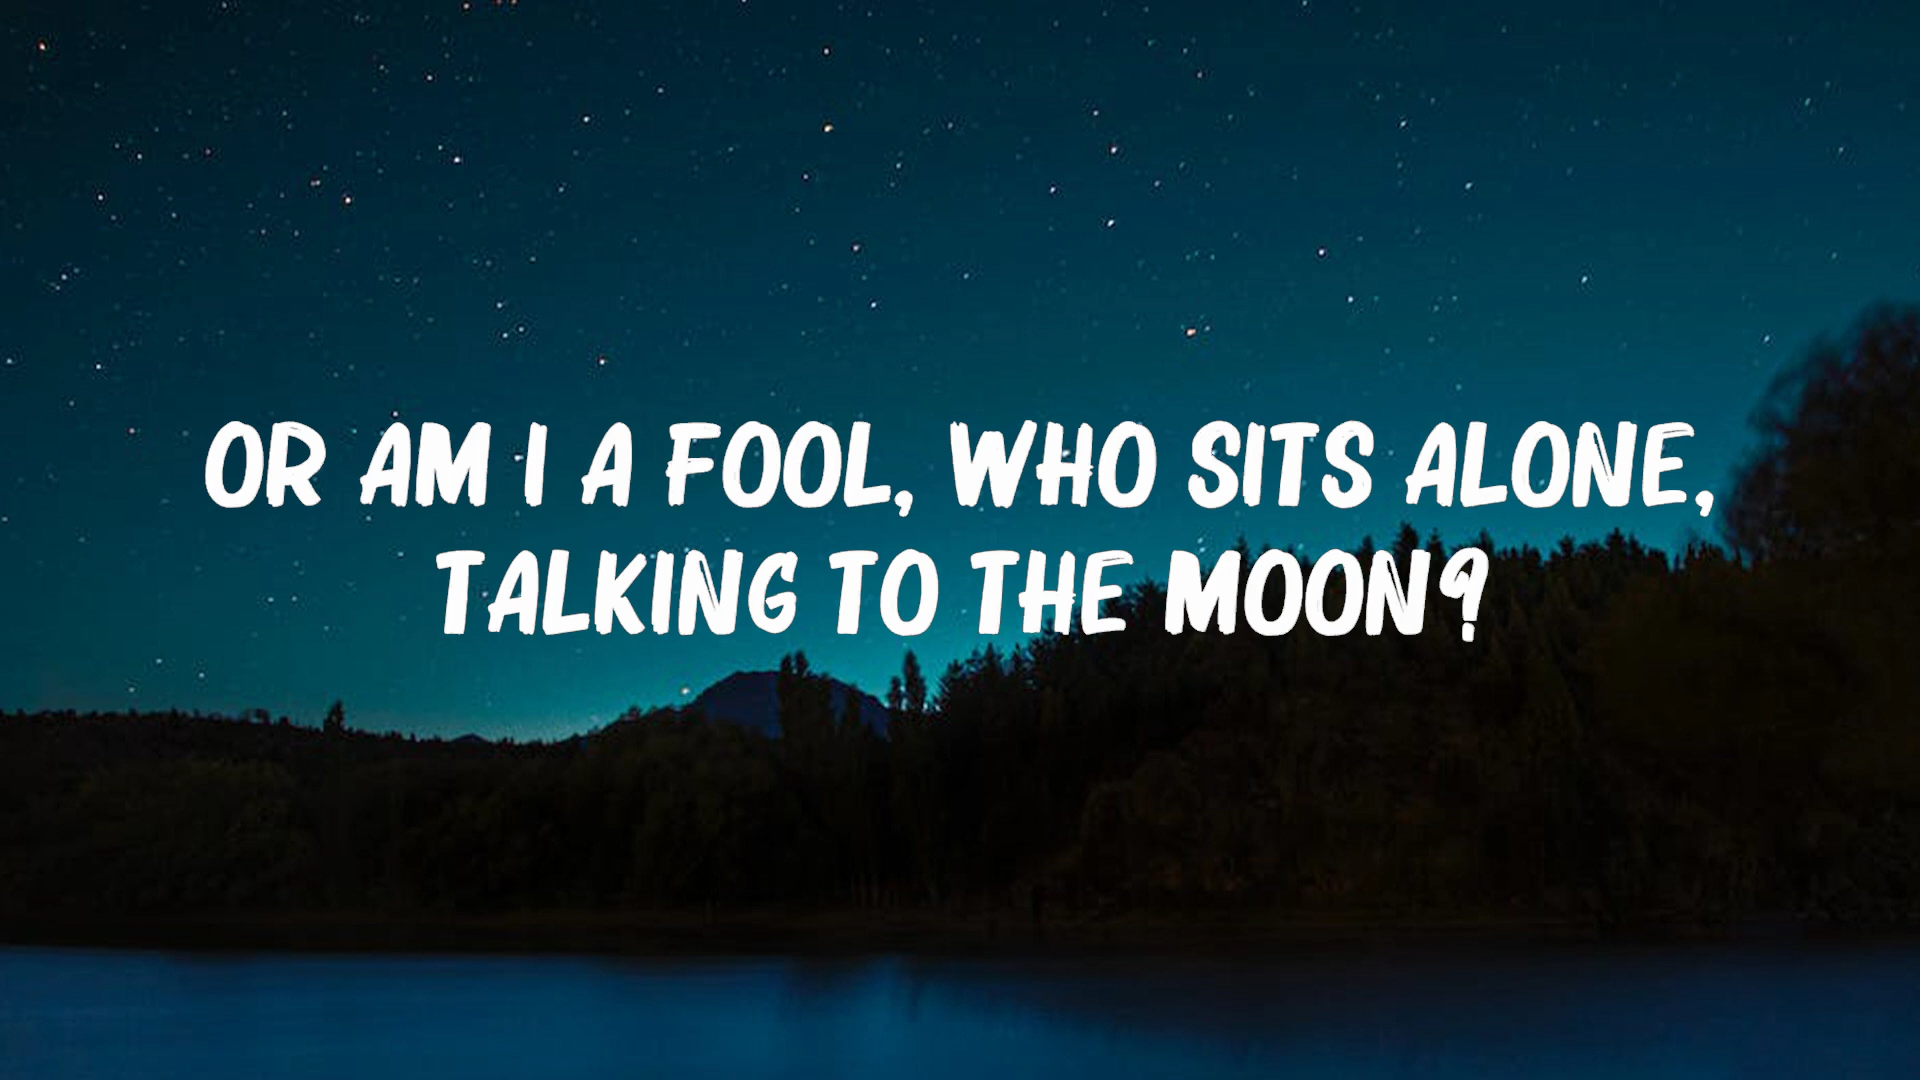 OR AM I A FOOL, WHO SITS ALONE,
TALKING TO THE MOON?